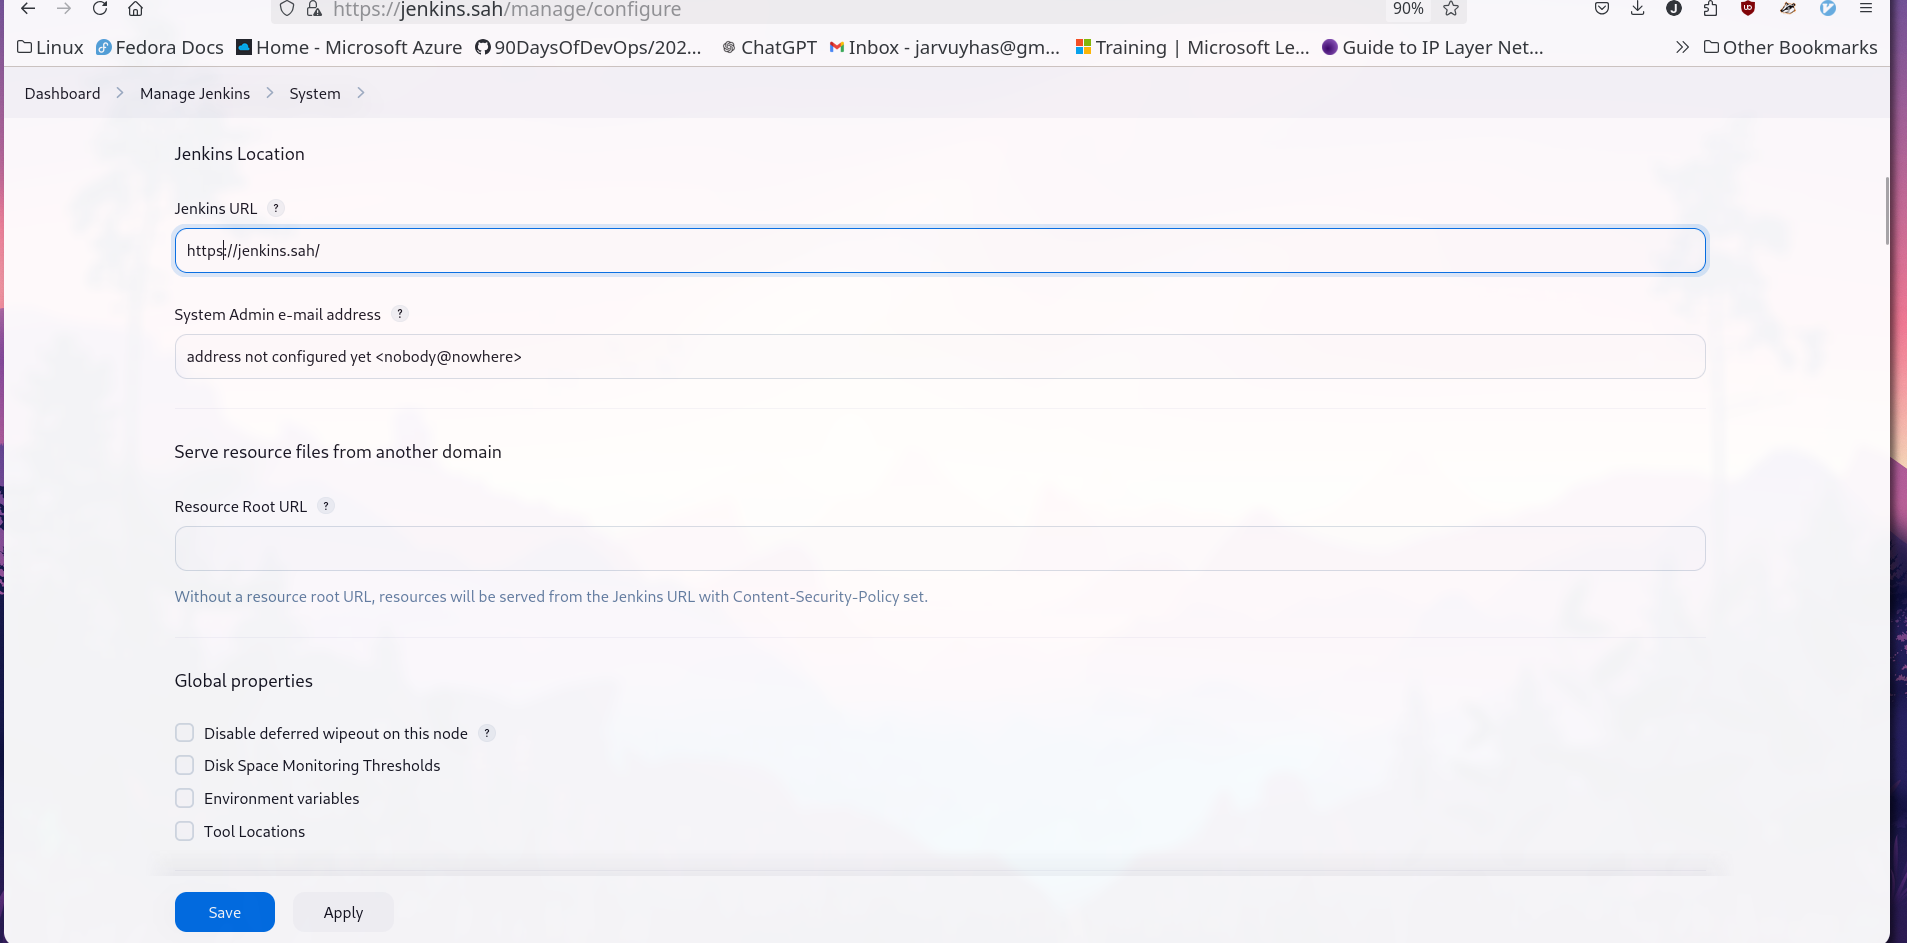 https://jenkins.sah/manage/configure 90%
Linux Fedora Docs Home - Microsoft Azure 90DaysOfDevOps/202... ChatGPT Inbox - jarvuyhas@gm... Training | Microsoft Le... Guide to IP Layer Net... Other Bookmarks
Dashboard Manage Jenkins System
Jenkins Location
Jenkins URL ?
https://jenkins.sah/
System Admin e-mail address ?
address not configured yet <nobody@nowhere>
Serve resource files from another domain
Resource Root URL ?
Without a resource root URL, resources will be served from the Jenkins URL with Content-Security-Policy set.
Global properties
Disable deferred wipeout on this node ?
Disk Space Monitoring Thresholds
Environment variables
Tool Locations
Save Apply